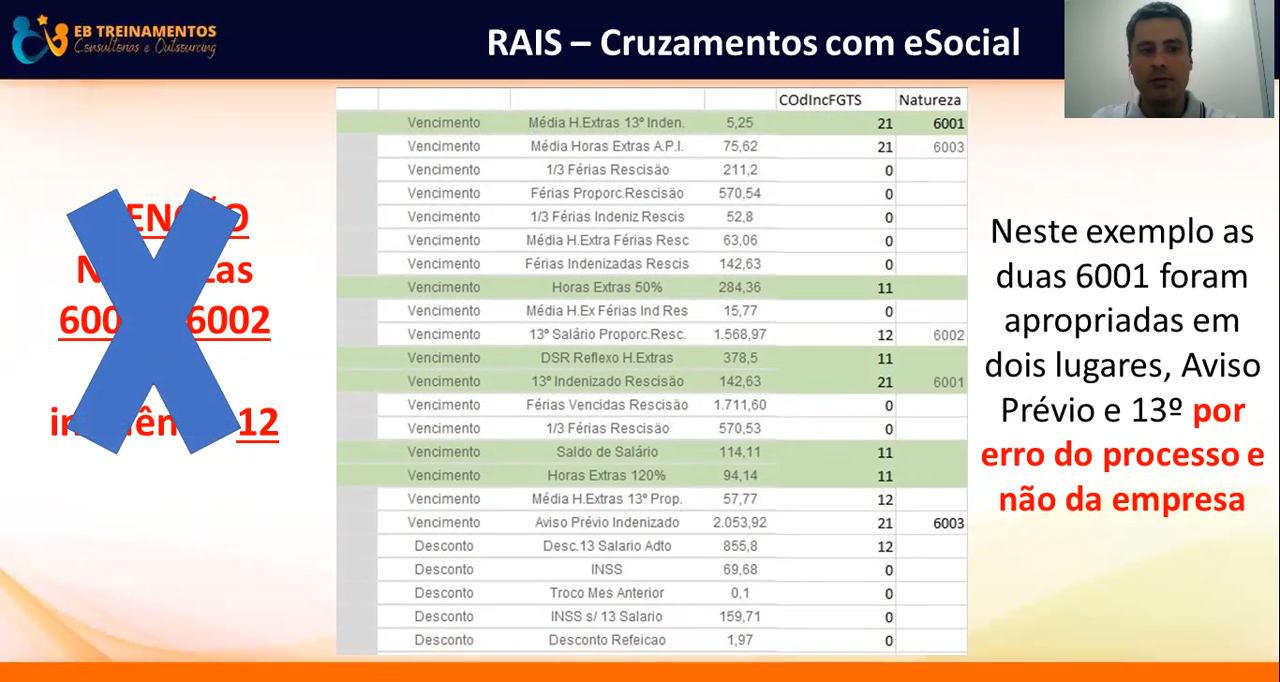 EB TREINAMENTOS
Consultorias e Outsourcing
RAIS – Cruzamentos com eSocial
6002
12
COdIncFGTS Natureza
Vencimento Média H.Extras 13º Inden. 5,25 21 6001
Vencimento Média Horas Extras A.P.I. 75,62 21 6003
Vencimento 1/3 Férias Rescisão 211,2 0
Vencimento Férias Proporc.Rescisão 570,54 0
Vencimento 1/3 Férias Indeniz Rescis 52,8 0
Vencimento Média H.Extra Férias Resc 63,06 0
Vencimento Férias Indenizadas Rescis 142,63 0
Vencimento Horas Extras 50% 284,36 11
Vencimento Média H.Ex Férias Ind Res 15,77 0
Vencimento 13º Salário Proporc.Resc. 1.568,97 12 6002
Vencimento DSR Reflexo H.Extras 378,5 11
Vencimento 13º Indenizado Rescisão 142,63 21 6001
Vencimento Férias Vencidas Rescisão 1.711,60 0
Vencimento 1/3 Férias Rescisão 570,53 0
Vencimento Saldo de Salário 114,11 11
Vencimento Horas Extras 120% 94,14 11
Vencimento Média H.Extras 13º Prop. 57,77 12
Vencimento Aviso Prévio Indenizado 2.053,92 21 6003
Desconto Desc.13 Salario Adto 855,8 12
Desconto INSS 69,68 0
Desconto Troco Mes Anterior 0,1 0
Desconto INSS s/ 13 Salario 159,71 0
Desconto Desconto Refeicao 1,97 0
Neste exemplo as
duas 6001 foram
apropriadas em
dois lugares, Aviso
Prévio e 13º por
erro do processo e
não da empresa